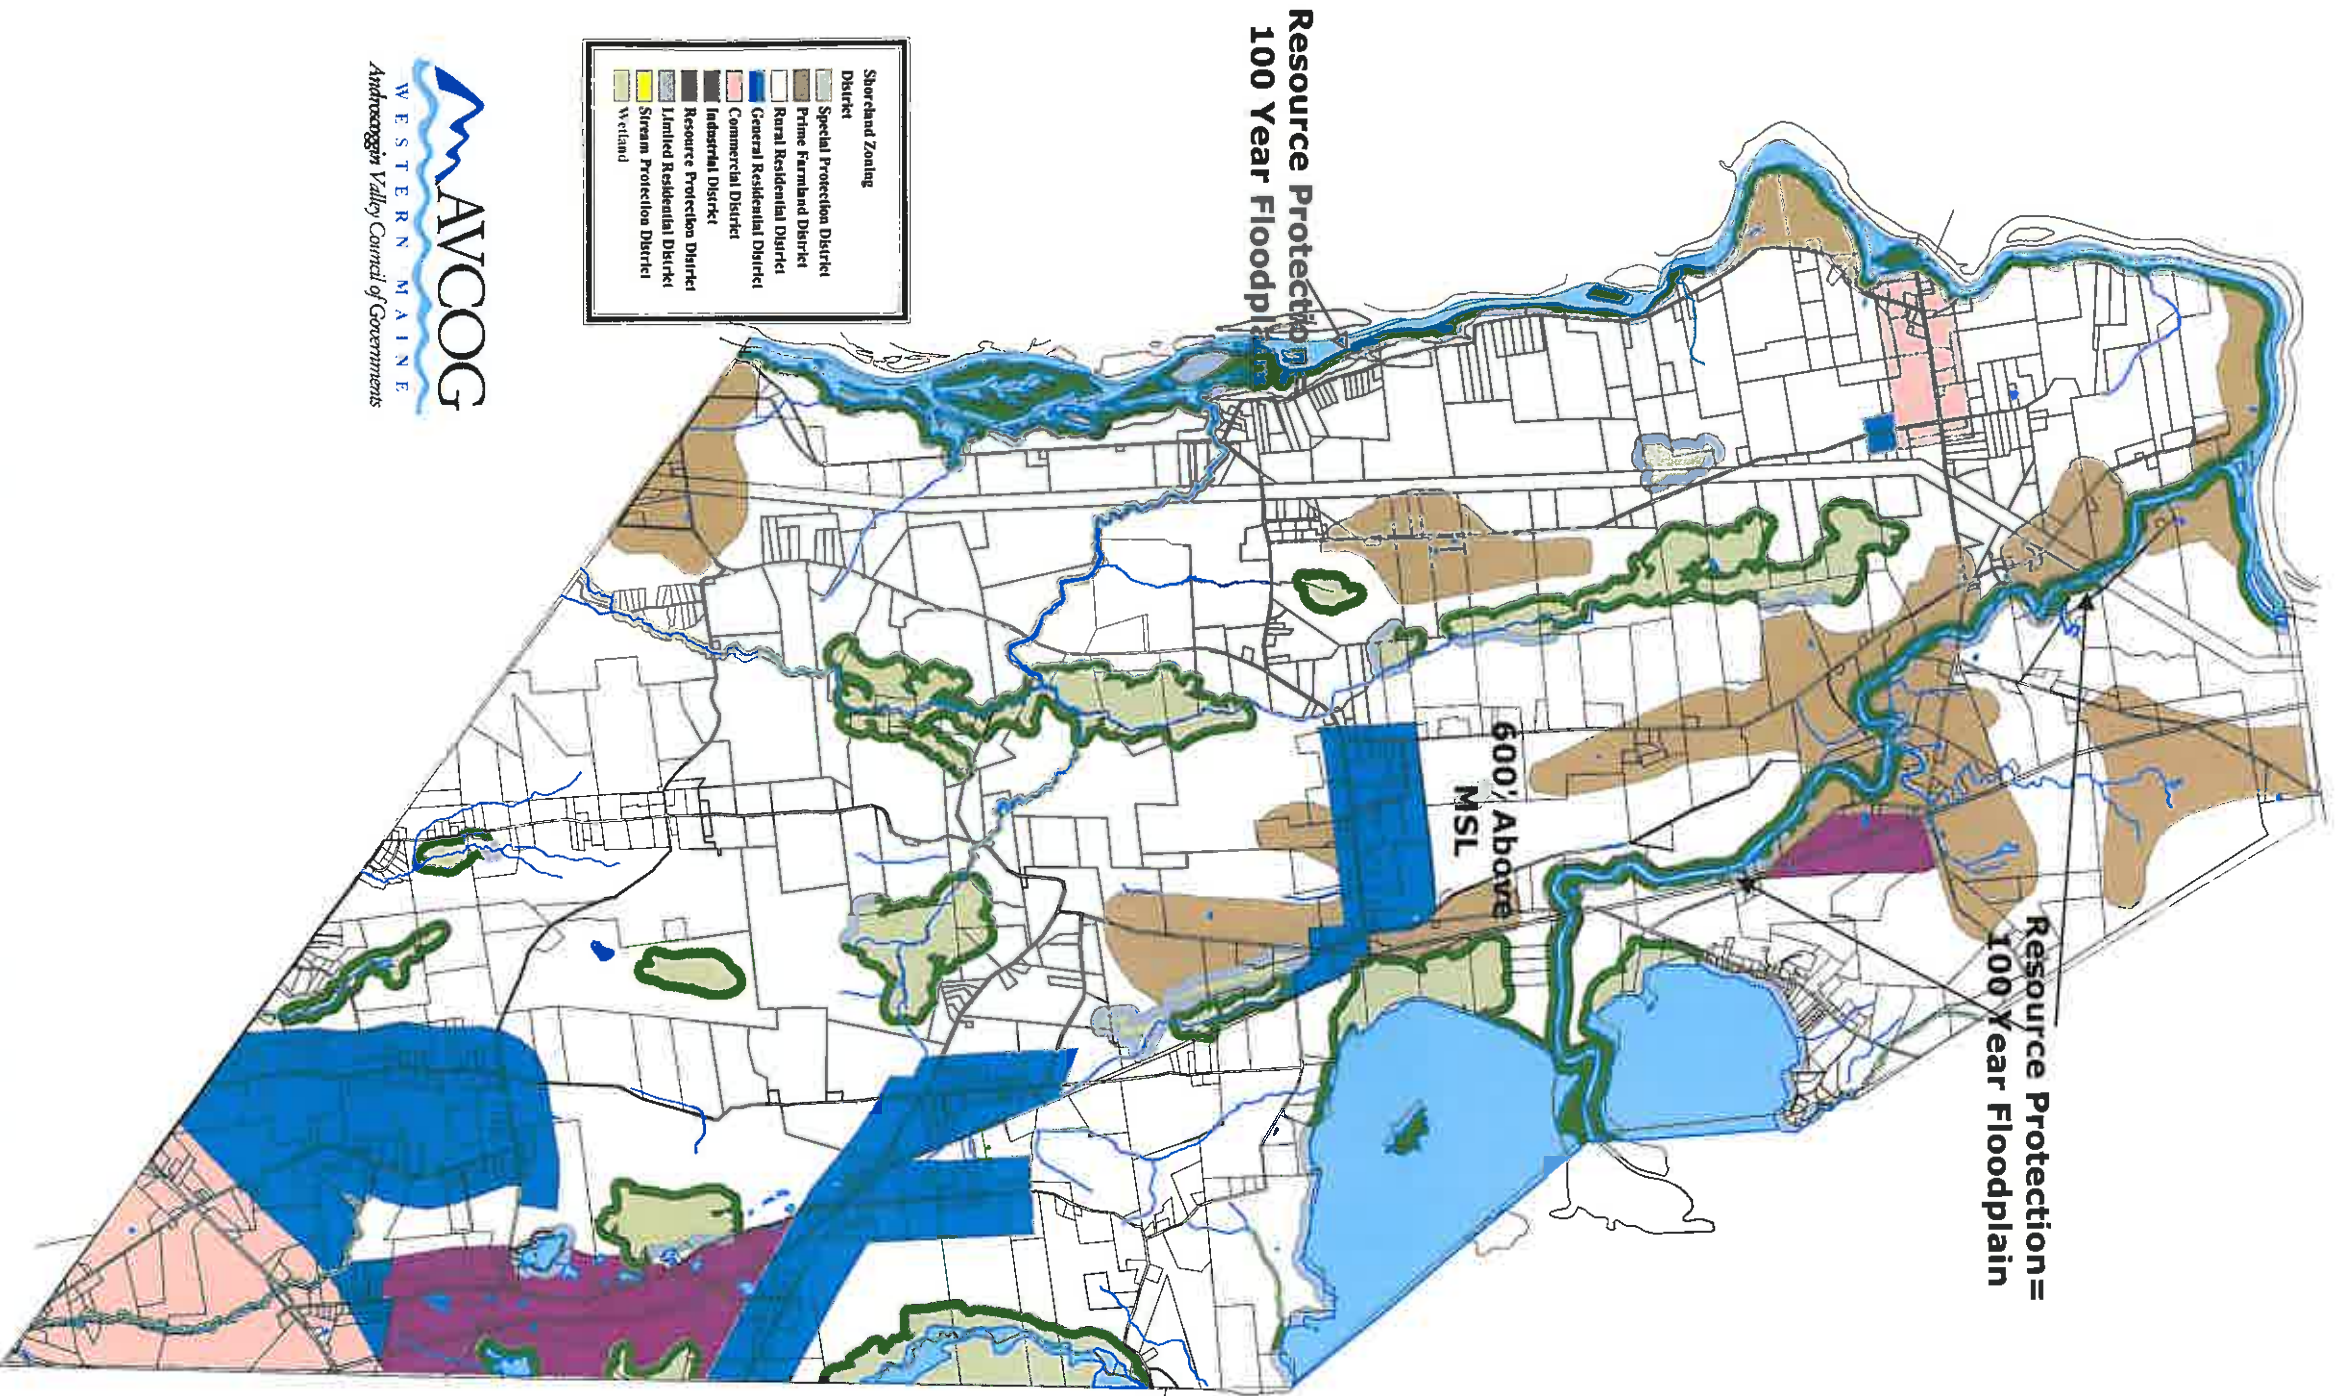 Resource Protection=
100 Year Floodplain
600'/ Above
MSL
Resource Protectio
100 Year Floodpl
Shoreland Zoning
District
Special Protection District
Prime Farmland District
Rural Residential District
General Residential District
Commercial District
Industrial District
Resource Protection District
Limited Residential District
Stream Protection District
Wetland
AVCOG
WESTERN MAINE
Androscoggin Valley Council of Governments